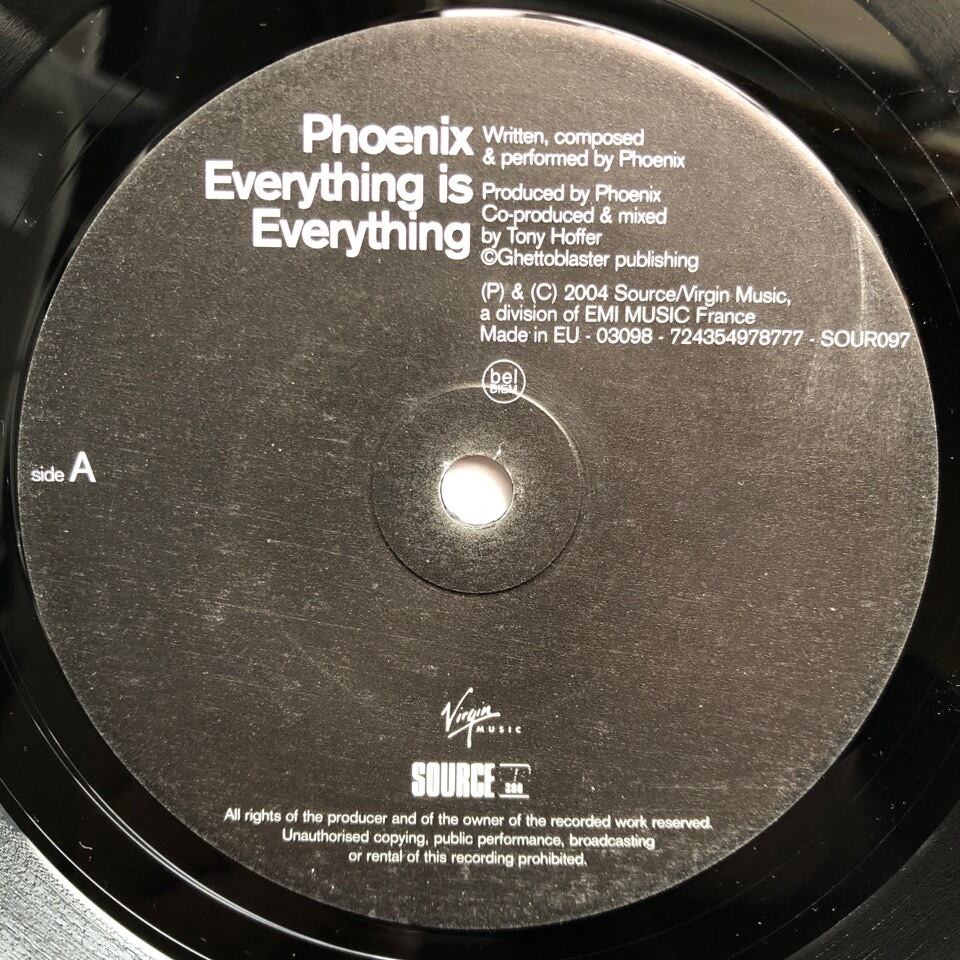 Phoenix
Everything is
Everything
Written, composed
& performed by Phoenix
Produced by Phoenix
Co-produced & mixed
by Tony Hoffer
©Ghettoblaster publishing
(P) & (C) 2004 Source/Virgin Music,
a division of EMI MUSIC France
Made in EU - 03098 - 724354978777 - SOUR097
bel
BIEM
side A
Virgin
MUSIC
SOURCE
360
All rights of the producer and of the owner of the recorded work reserved.
Unauthorised copying, public performance, broadcasting
or rental of this recording prohibited.